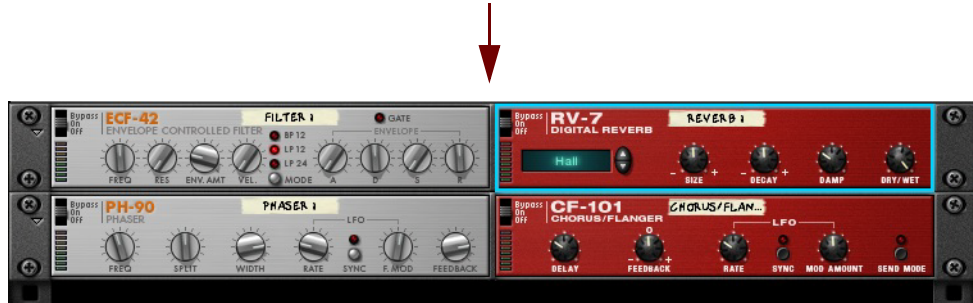 Bypass
On
Off
ECF-42
ENVELOPE CONTROLLED FILTER
FILTER 1
GATE
BP 12
LP 12
LP 24
MODE
ENVELOPE
FREQ RES ENV. AMT VEL. A D S R
Bypass
On
Off
RV-7
DIGITAL REVERB
REVERB 1
Hall
- + - +
SIZE DECAY DAMP DRY/WET
Bypass
On
Off
PH-90
PHASER
PHASER 1
LFO
FREQ SPLIT WIDTH RATE SYNC F. MOD FEEDBACK
Bypass
On
Off
CF-101
CHORUS/FLANGER
CHORUS/FLAN...
LFO
0
- +
DELAY FEEDBACK RATE SYNC MOD AMOUNT SEND MODE